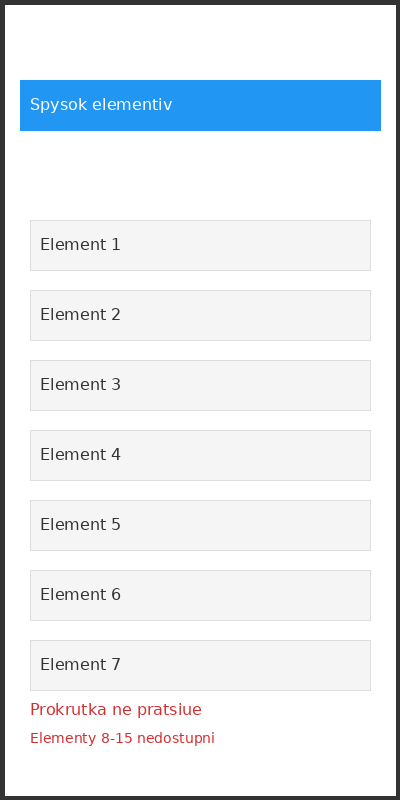 Spysok elementiv
Element 1
Element 2
Element 3
Element 4
Element 5
Element 6
Element 7
Prokrutka ne pratsiue
Elementy 8-15 nedostupni